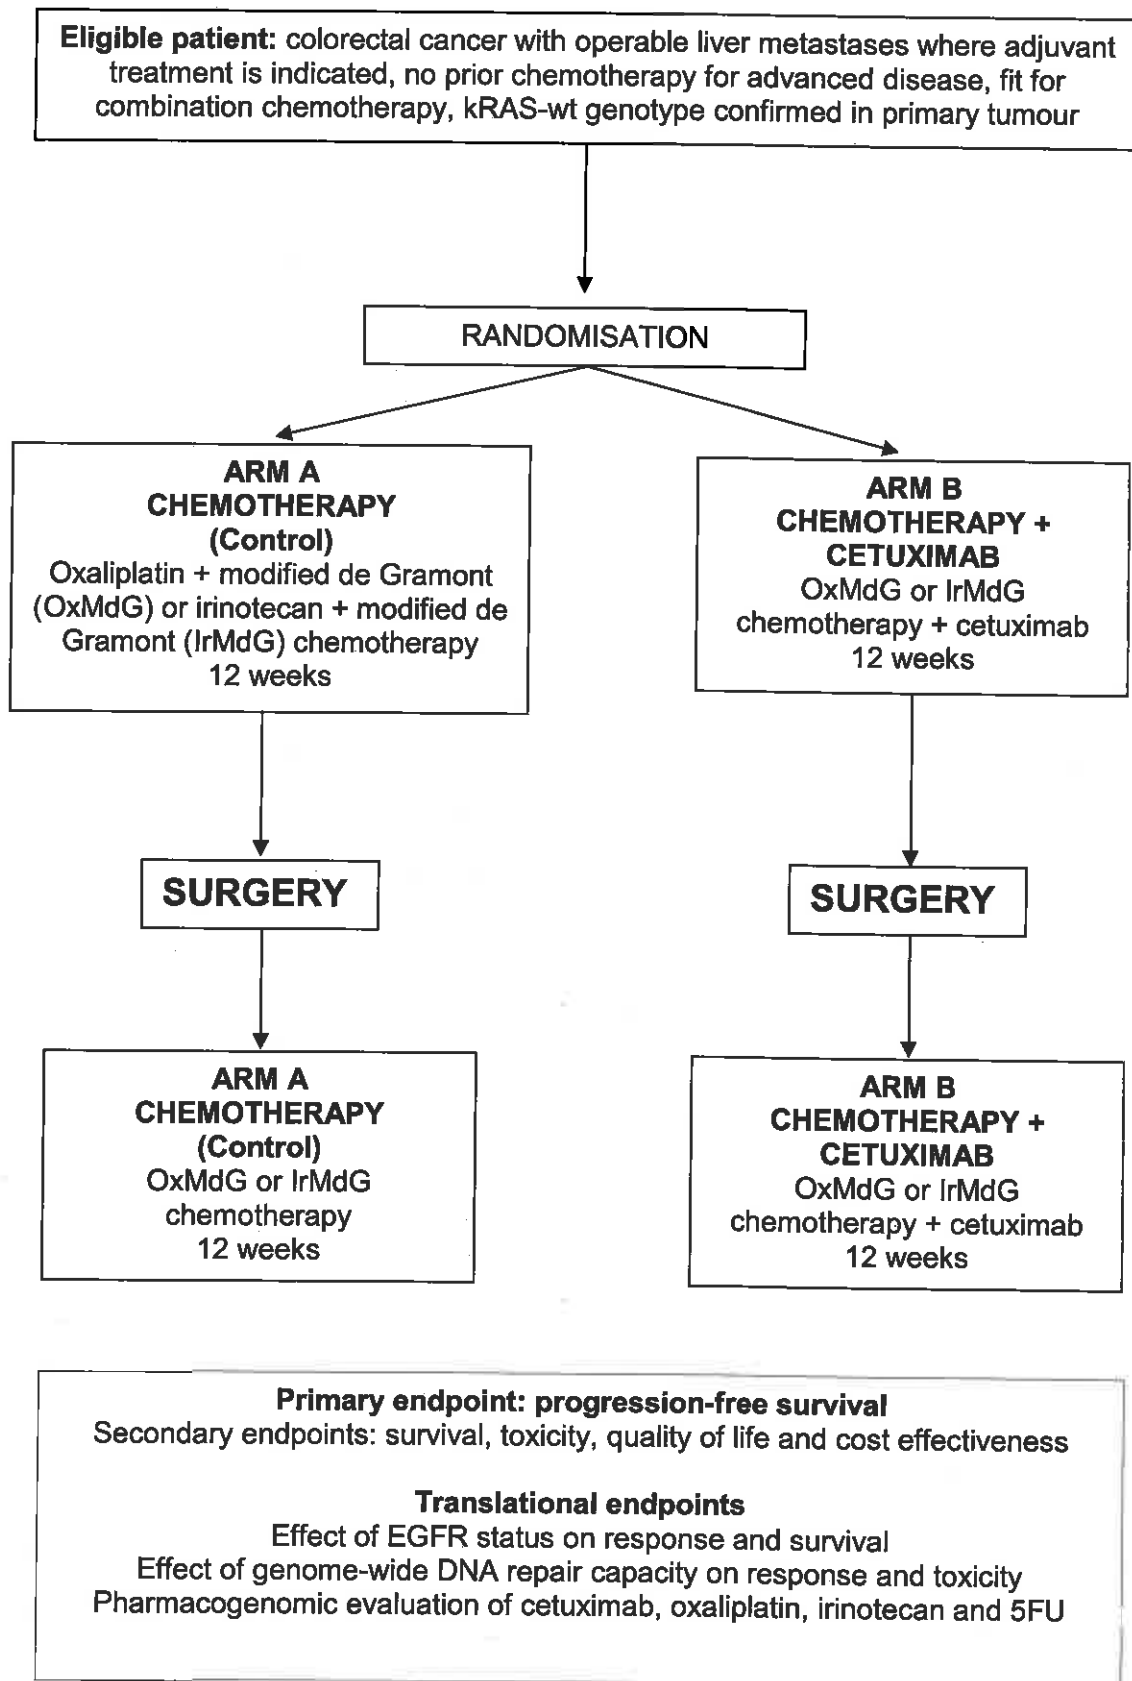 Eligible patient: colorectal cancer with operable liver metastases where adjuvant
treatment is indicated, no prior chemotherapy for advanced disease, fit for
combination chemotherapy, kRAS-wt genotype confirmed in primary tumour
RANDOMISATION
ARM A
CHEMOTHERAPY
(Control)
Oxaliplatin + modified de Gramont
(OxMdG) or irinotecan + modified de
Gramont (IrMdG) chemotherapy
12 weeks
ARM B
CHEMOTHERAPY +
CETUXIMAB
OxMdG or IrMdG
chemotherapy + cetuximab
12 weeks
SURGERY
SURGERY
ARM A
CHEMOTHERAPY
(Control)
OxMdG or IrMdG
chemotherapy
12 weeks
ARM B
CHEMOTHERAPY +
CETUXIMAB
OxMdG or IrMdG
chemotherapy + cetuximab
12 weeks
Primary endpoint: progression-free survival
Secondary endpoints: survival, toxicity, quality of life and cost effectiveness
Translational endpoints
Effect of EGFR status on response and survival
Effect of genome-wide DNA repair capacity on response and toxicity
Pharmacogenomic evaluation of cetuximab, oxaliplatin, irinotecan and 5FU